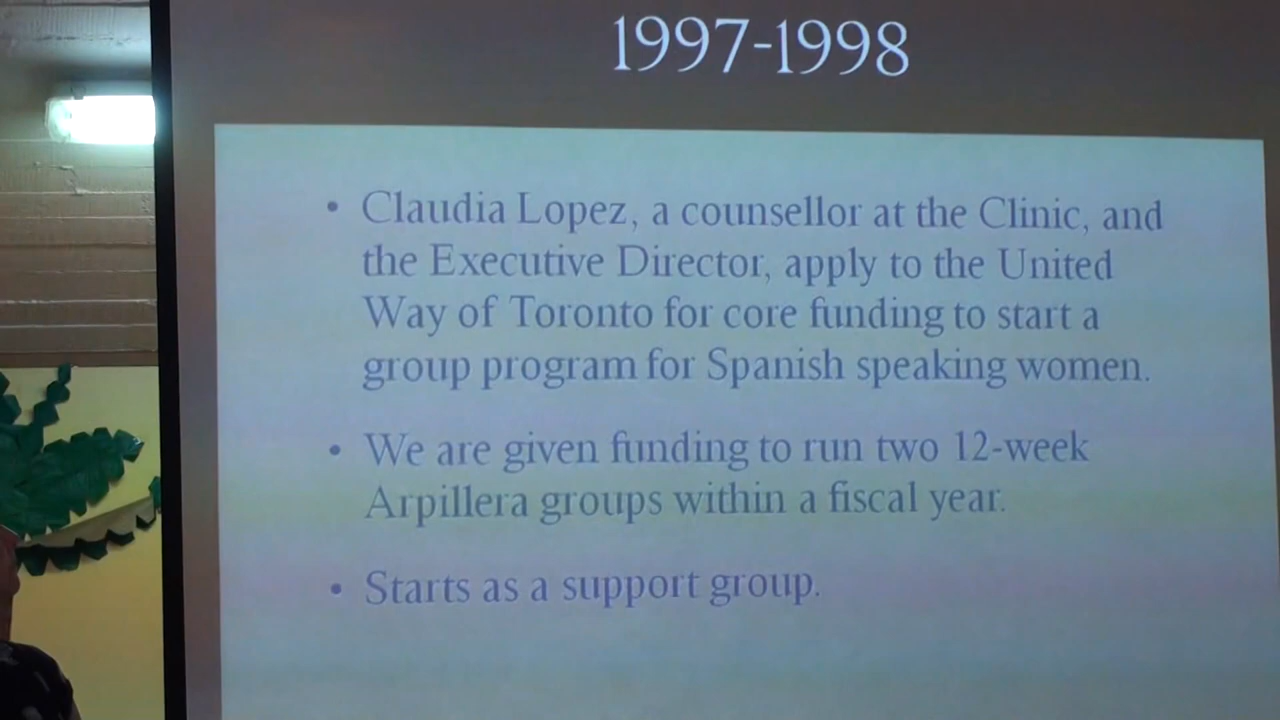 1997-1998
• Claudia Lopez, a counsellor at the Clinic, and
the Executive Director, apply to the United
Way of Toronto for core funding to start a
group program for Spanish speaking women.
• We are given funding to run two 12-week
Arpillera groups within a fiscal year.
• Starts as a support group.